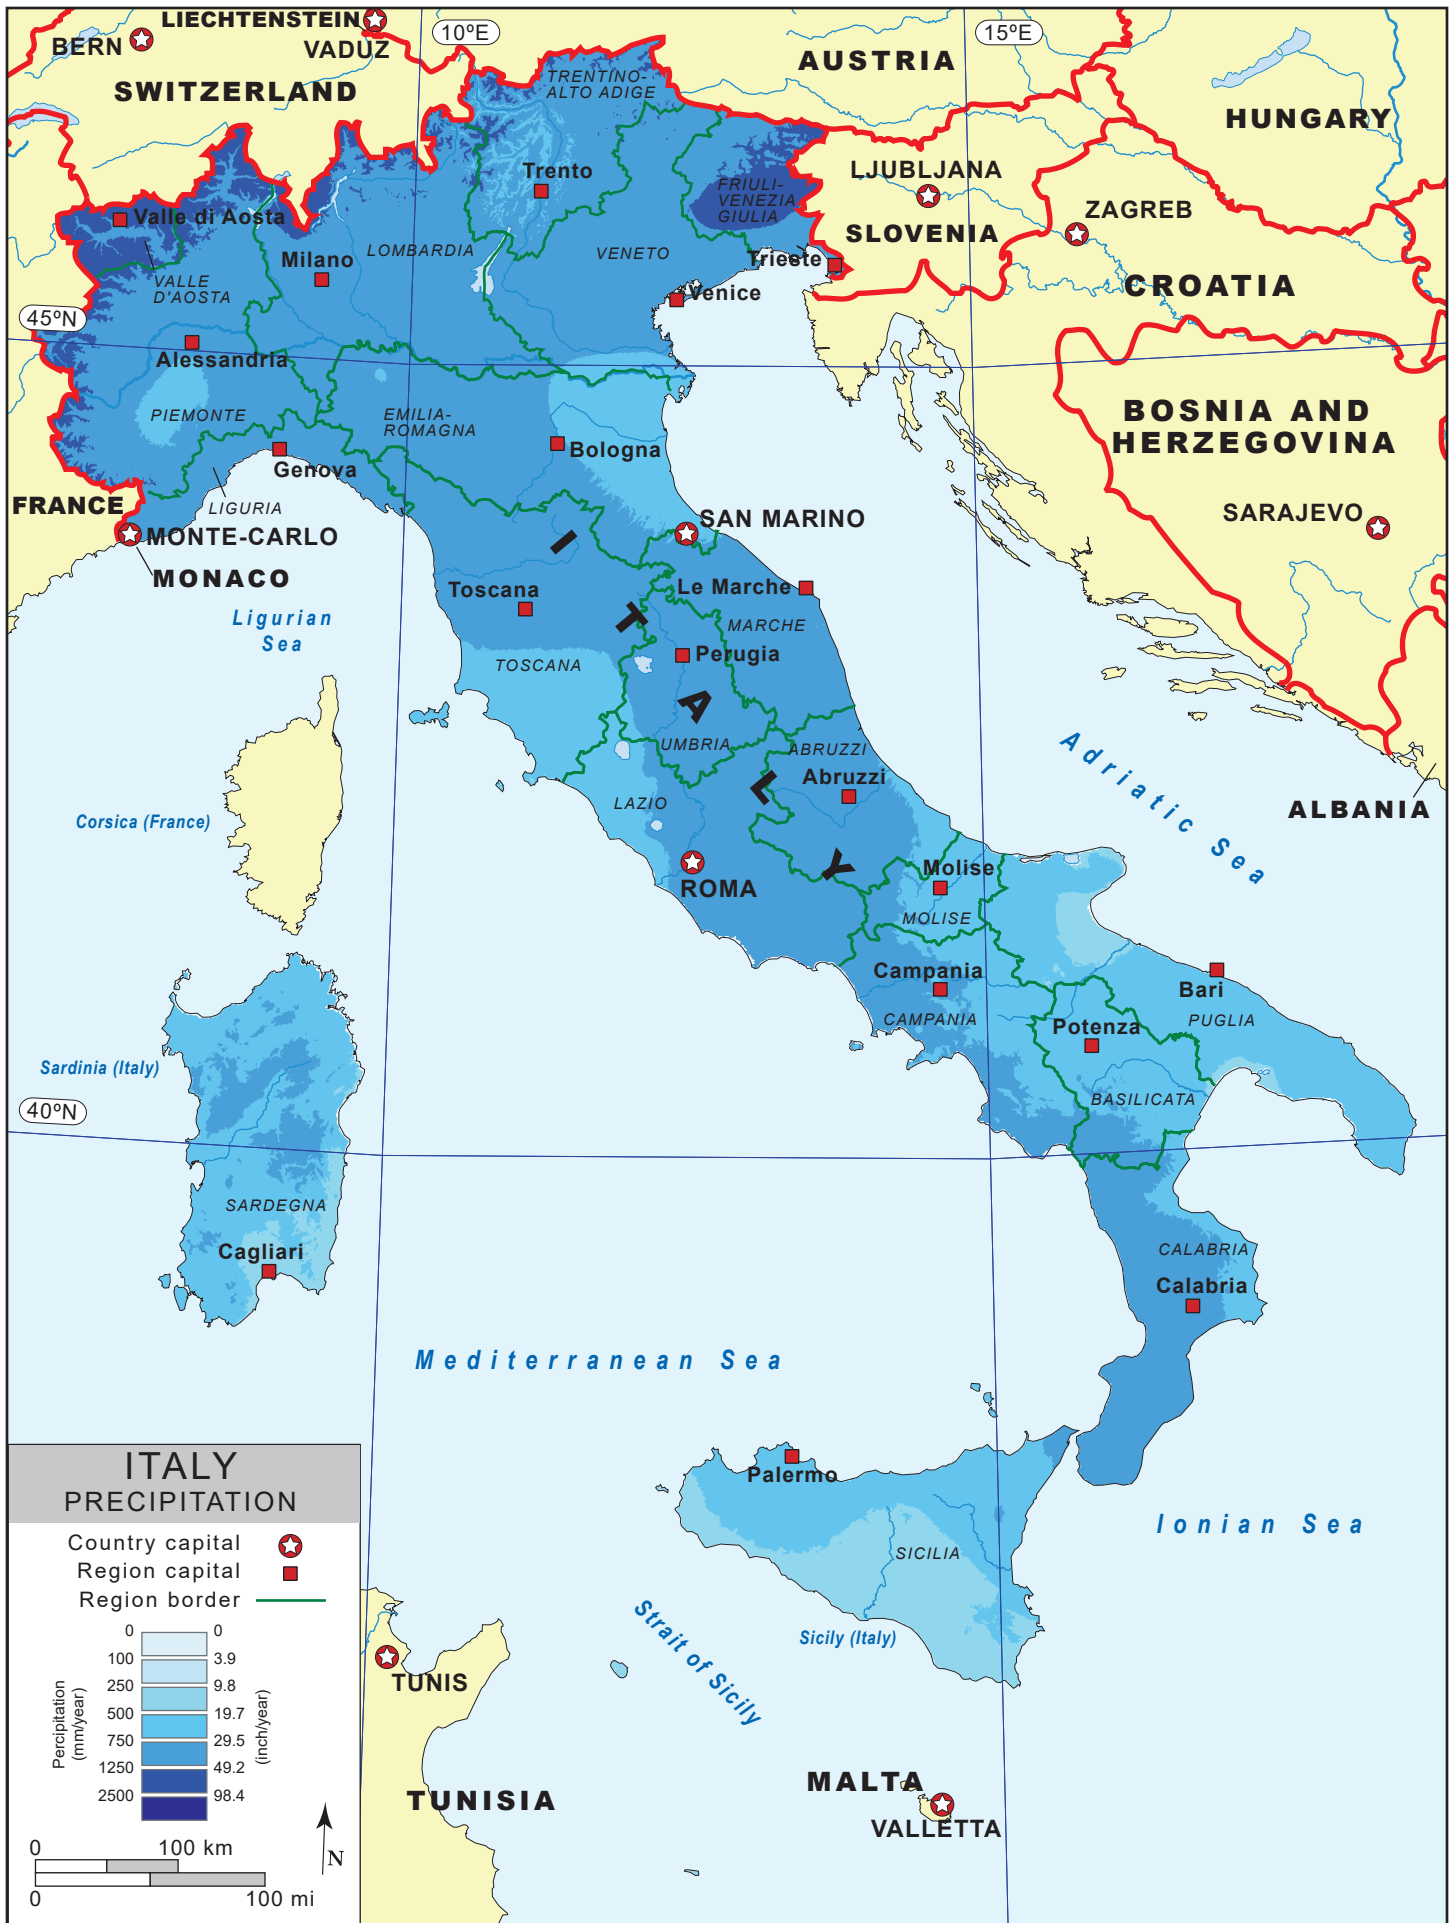 LIECHTENSTEIN
BERN
VADUZ
10ºE
15ºE
AUSTRIA
SWITZERLAND
HUNGARY
TRENTINO-
ALTO ADIGE
Trento
LJUBLJANA
FRIULI-
VENEZIA
GIULIA
ZAGREB
Valle di Aosta
SLOVENIA
LOMBARDIA
VENETO
Milano
Trieste
VALLE
D'AOSTA
Venice
CROATIA
45ºN
Alessandria
PIEMONTE
EMILIA-
ROMAGNA
BOSNIA AND
HERZEGOVINA
Bologna
Genova
FRANCE
LIGURIA
SAN MARINO
SARAJEVO
MONTE-CARLO
MONACO
ITALY
Toscana
Le Marche
Ligurian
Sea
MARCHE
Perugia
TOSCANA
UMBRIA
ABRUZZI
Abruzzi
Adriatic Sea
LAZIO
ALBANIA
Corsica (France)
Molise
ROMA
MOLISE
Campania
Bari
CAMPANIA
Potenza
PUGLIA
Sardinia (Italy)
BASILICATA
40ºN
SARDEGNA
Cagliari
CALABRIA
Calabria
Mediterranean Sea
Palermo
Ionian Sea
SICILIA
Sicily (Italy)
Strait of Sicily
TUNIS
MALTA
TUNISIA
VALLETTA
ITALY
PRECIPITATION
Country capital
Region capital
Region border
0 0
100 3.9
250 9.8
500 19.7
750 29.5
1250 49.2
2500 98.4
Percipitation
(mm/year)
(inch/year)
N
0 100 km
0 100 mi